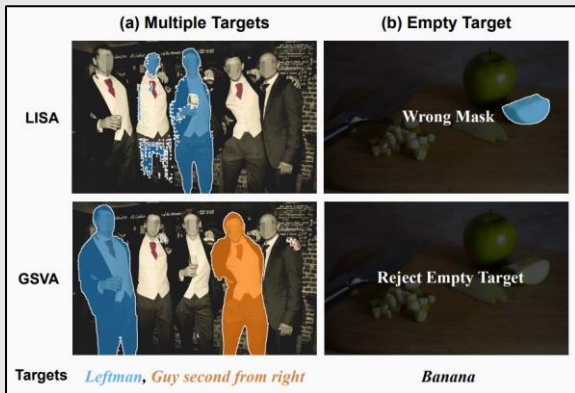 (a) Multiple Targets (b) Empty Target
LISA
Wrong Mask
GSVA
Reject Empty Target
Targets Leftman, Guy second from right Banana